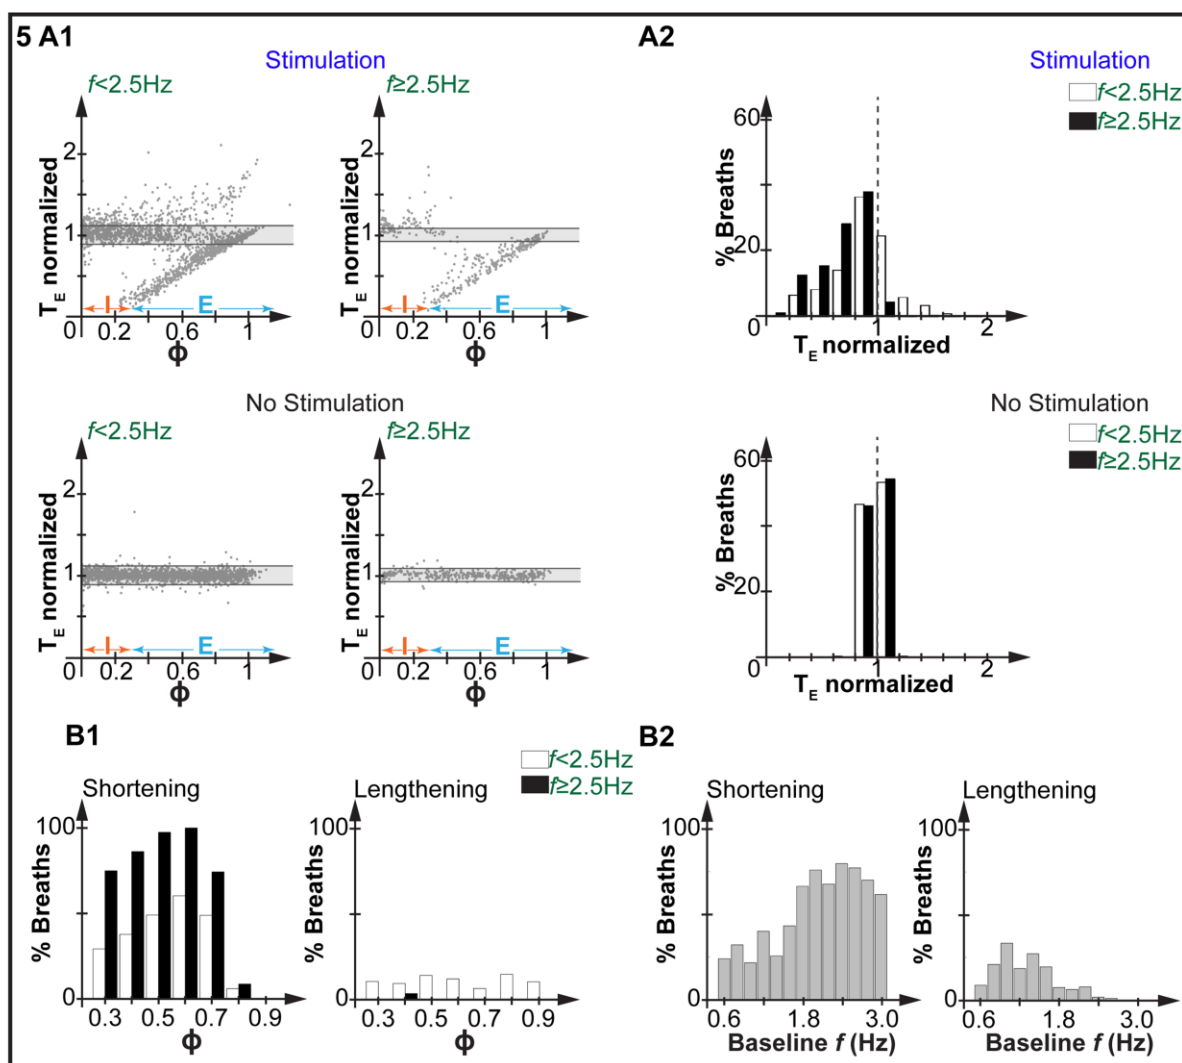 5 A1
Stimulation
f<2.5Hz
f≥2.5Hz
T_E normalized
2
1
0
I
E
0.2
0.6
1
Φ
T_E normalized
2
1
0
I
E
0.2
0.6
1
Φ
No Stimulation
f<2.5Hz
f≥2.5Hz
T_E normalized
2
1
0
I
E
0.2
0.6
1
Φ
T_E normalized
2
1
0
I
E
0.2
0.6
1
Φ
A2
Stimulation
f<2.5Hz
f≥2.5Hz
% Breaths
60
20
0
1
2
T_E normalized
No Stimulation
f<2.5Hz
f≥2.5Hz
% Breaths
60
20
0
1
2
T_E normalized
B1
f<2.5Hz
f≥2.5Hz
Shortening
% Breaths
100
0
0.3
0.5
0.7
0.9
Φ
Lengthening
% Breaths
100
0
0.3
0.5
0.7
0.9
Φ
B2
Shortening
% Breaths
100
0
0.6
1.8
3.0
Baseline f (Hz)
Lengthening
% Breaths
100
0
0.6
1.8
3.0
Baseline f (Hz)